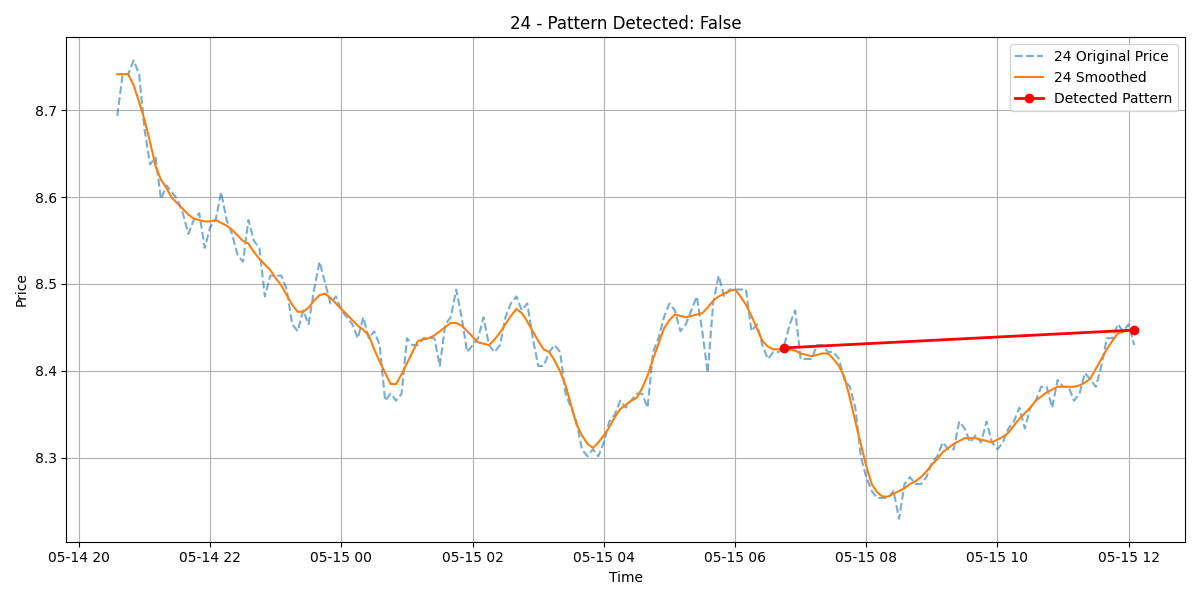 24 - Pattern Detected: False
24 Original Price
24 Smoothed
Detected Pattern
Price
8.7
8.6
8.5
8.4
8.3
05-14 20 05-14 22 05-15 00 05-15 02 05-15 04 05-15 06 05-15 08 05-15 10 05-15 12
Time